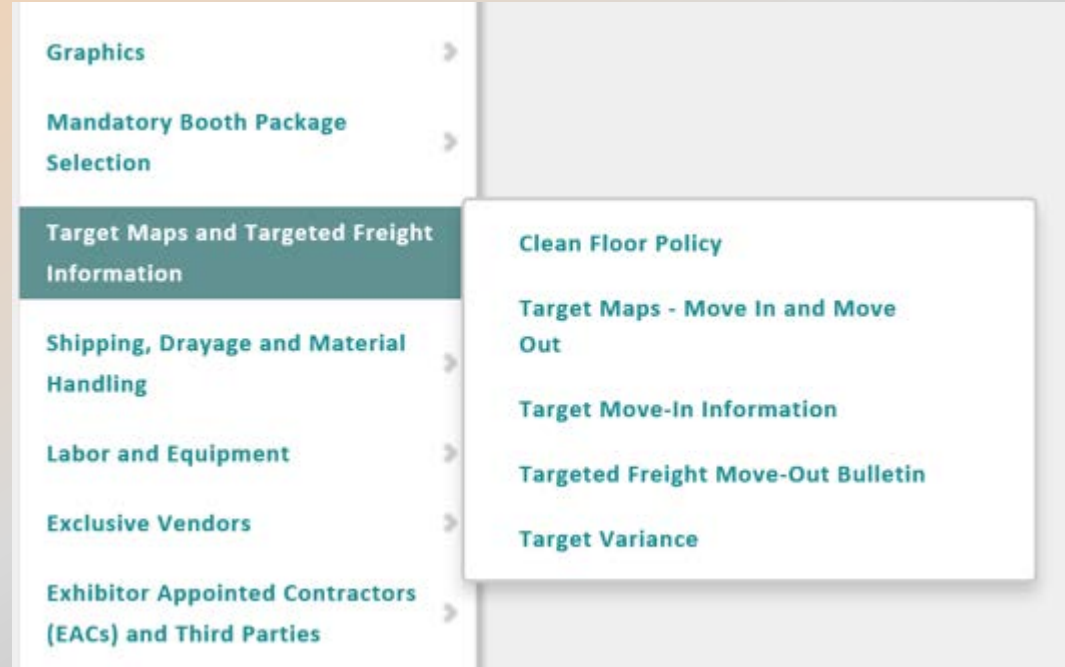 Graphics
Mandatory Booth Package
Selection
Target Maps and Targeted Freight
Information
Shipping, Drayage and Material
Handling
Labor and Equipment
Exclusive Vendors
Exhibitor Appointed Contractors
(EACs) and Third Parties
Clean Floor Policy
Target Maps - Move In and Move
Out
Target Move-In Information
Targeted Freight Move-Out Bulletin
Target Variance